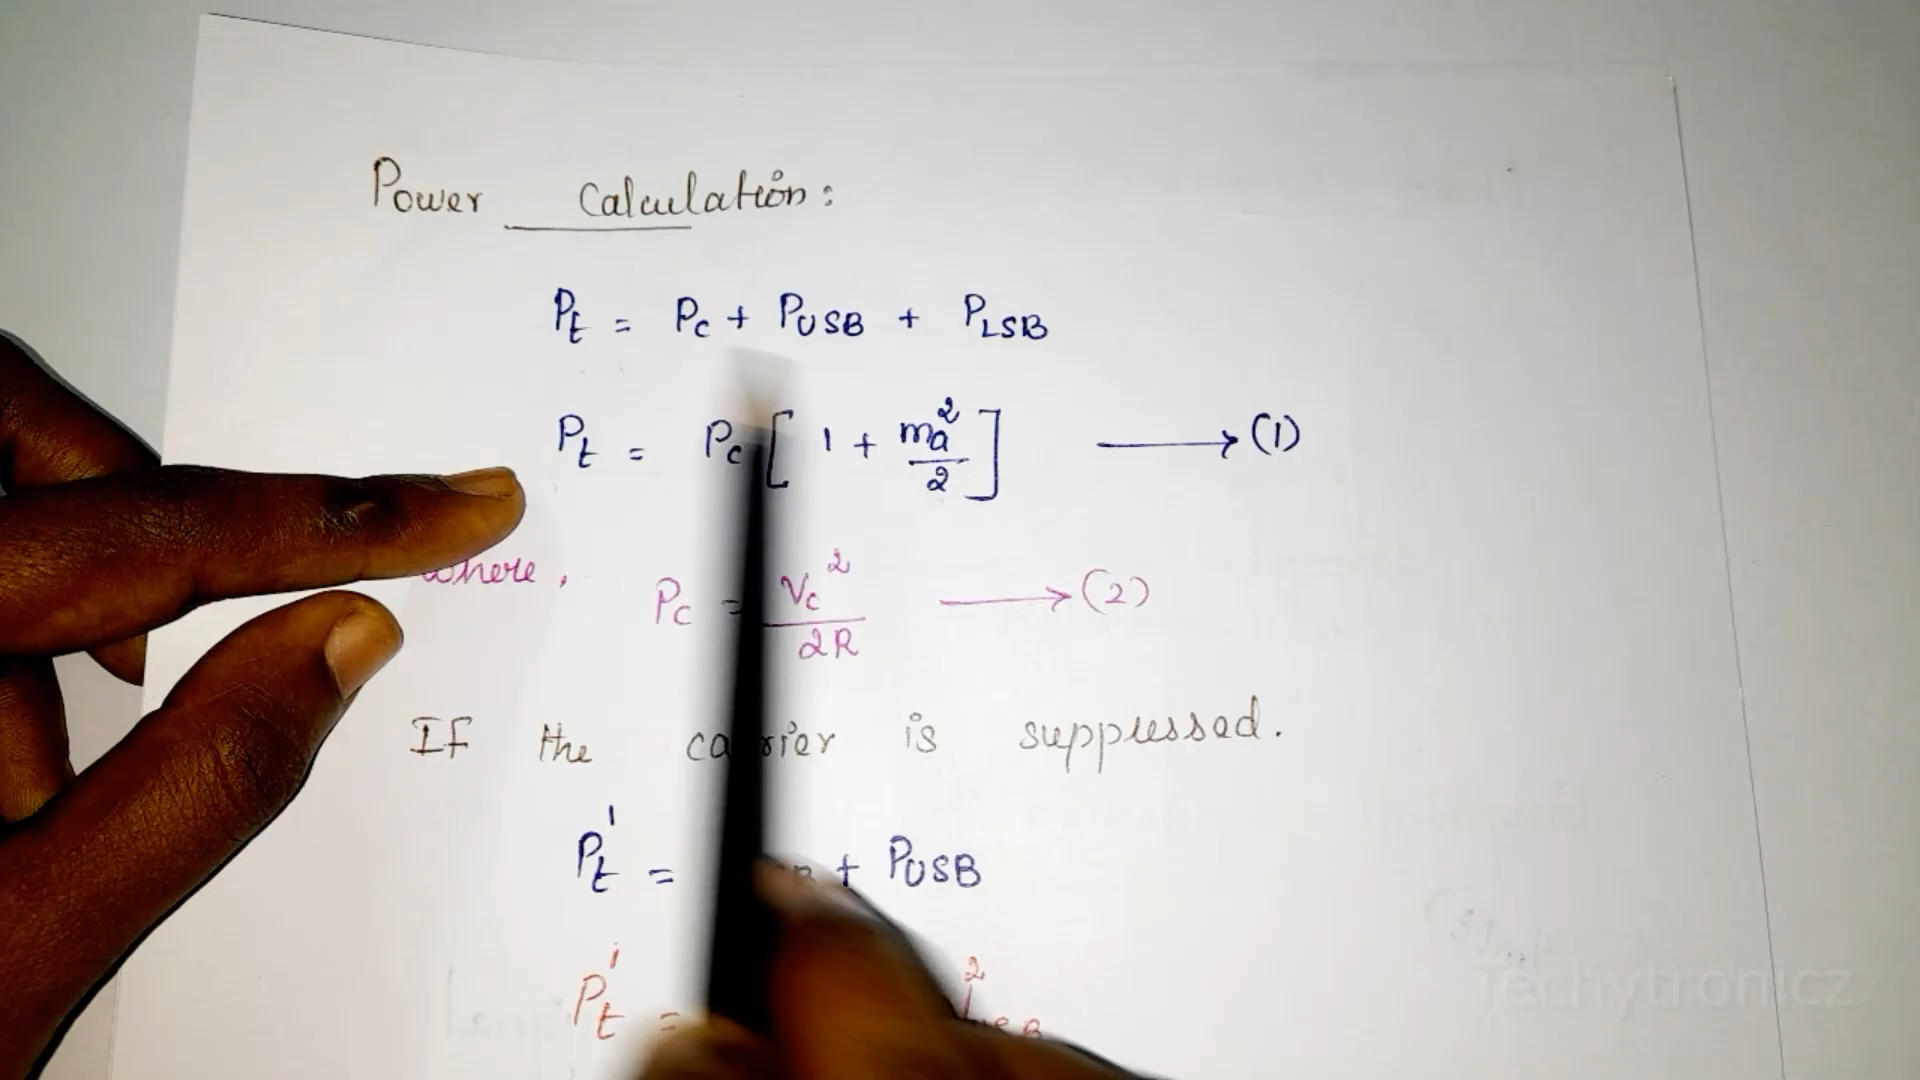 Power Calculation:
Pt = Pc + PUSB + PLSB
Pt = Pc [ 1 + ma²/2 ] → (1)
where,
Pc = Vc²/2R → (2)
If the carrier is suppressed.
Pt' = + PUSB
Pt' =
Techytronicz